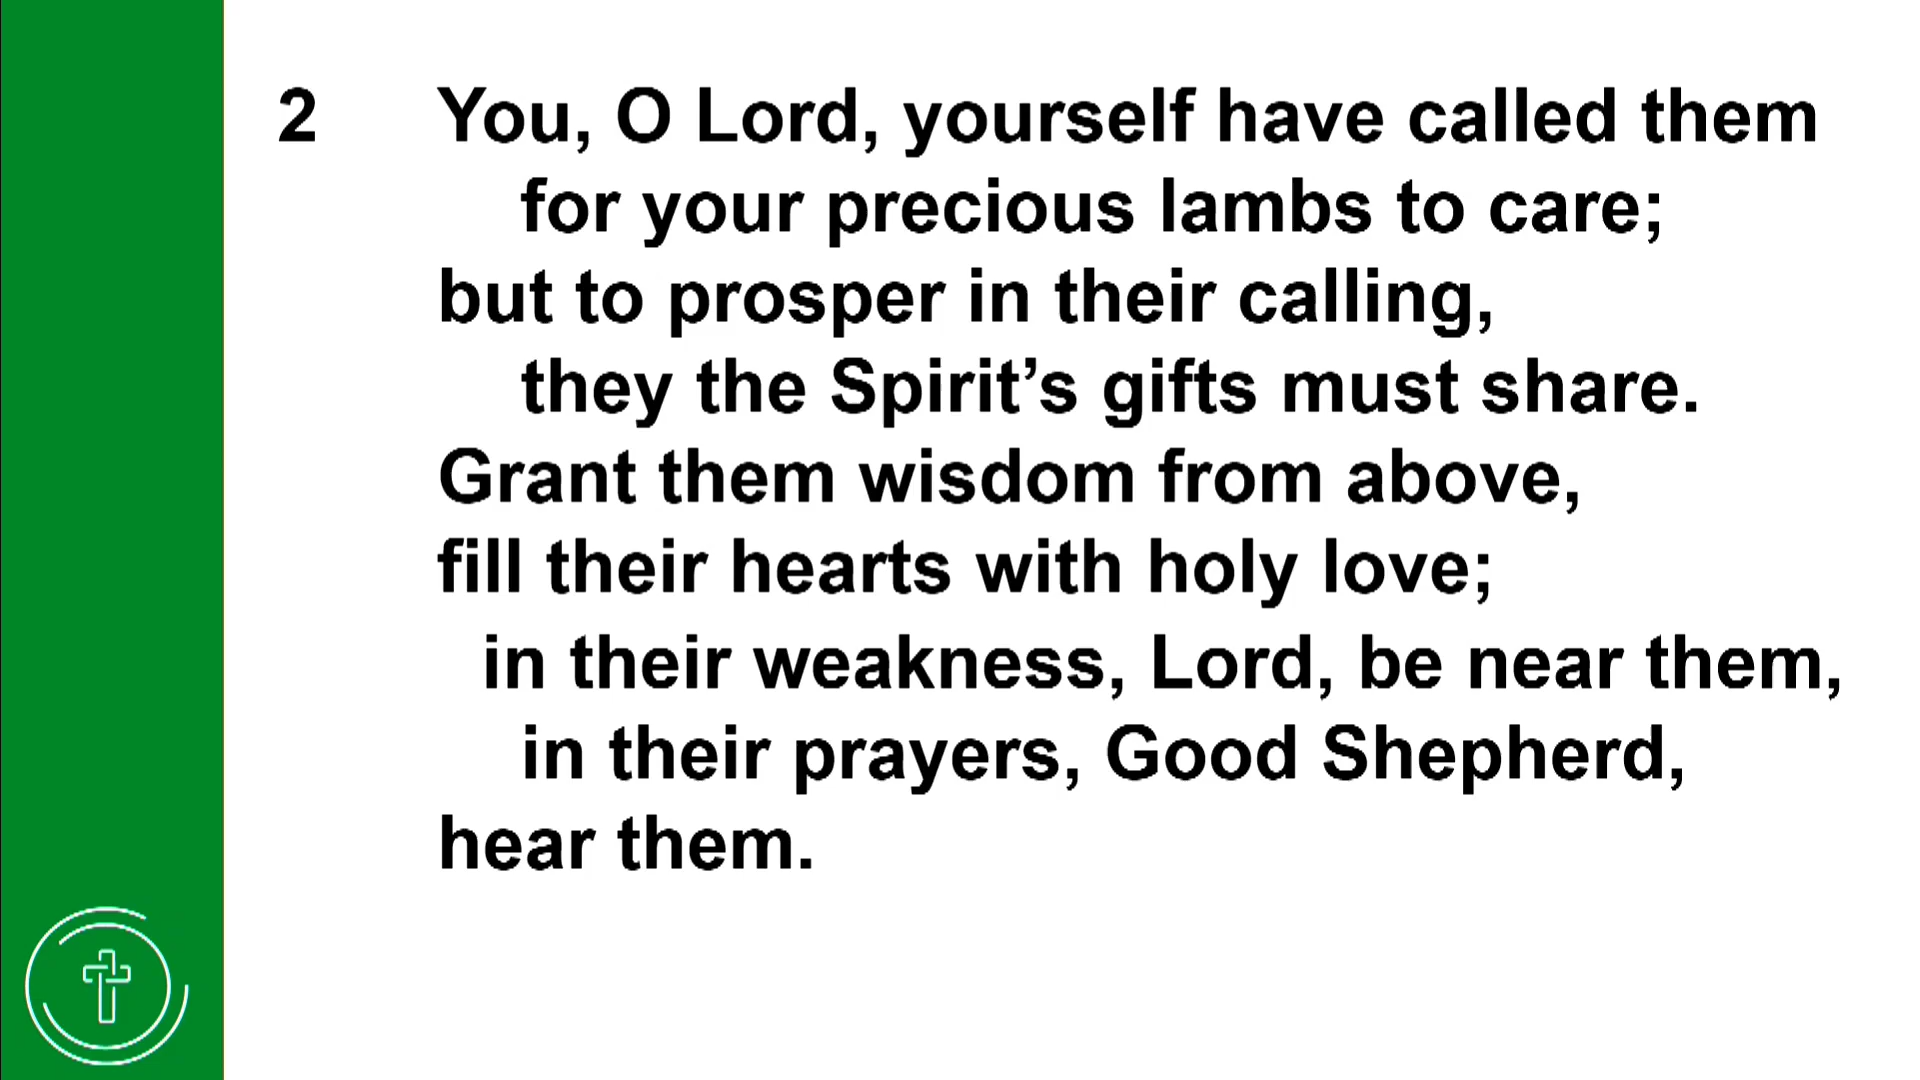 2 You, O Lord, yourself have called them
for your precious lambs to care;
but to prosper in their calling,
they the Spirit’s gifts must share.
Grant them wisdom from above,
fill their hearts with holy love;
in their weakness, Lord, be near them,
in their prayers, Good Shepherd,
hear them.